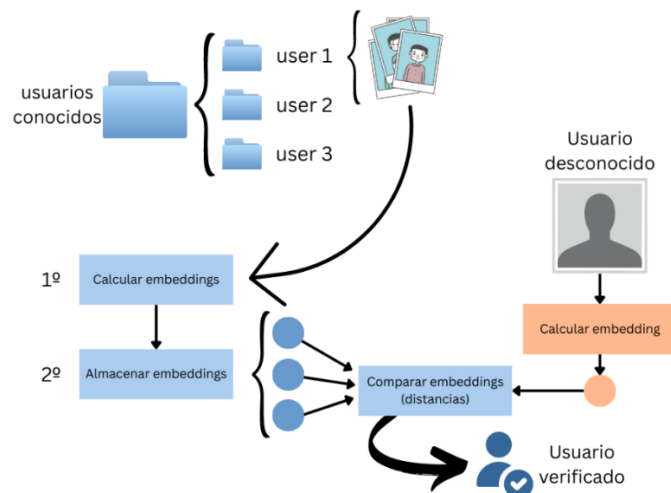 usuarios
conocidos
user 1
user 2
user 3
Usuario
desconocido
1º
Calcular embeddings
Calcular embedding
2º
Almacenar embeddings
Comparar embeddings
(distancias)
Usuario
verificado